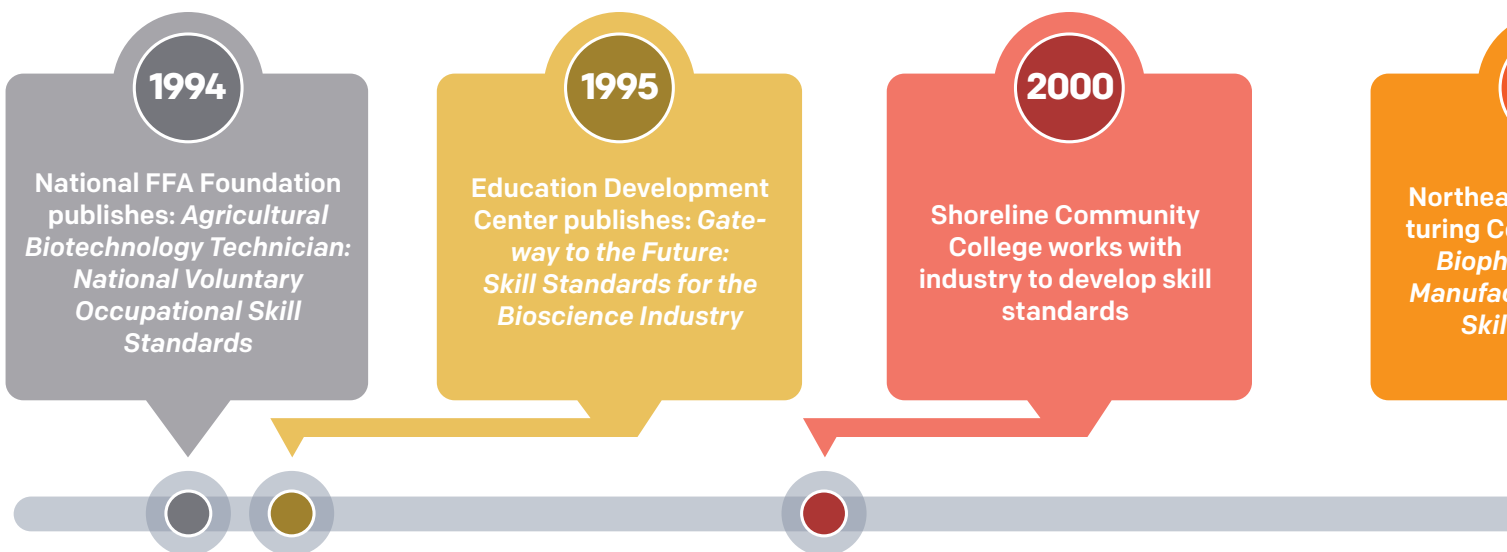 1994
National FFA Foundation
publishes: Agricultural
Biotechnology Technician:
National Voluntary
Occupational Skill
Standards
1995
Education Development
Center publishes: Gate-
way to the Future:
Skill Standards for the
Bioscience Industry
2000
Shoreline Community
College works with
industry to develop skill
standards
turing